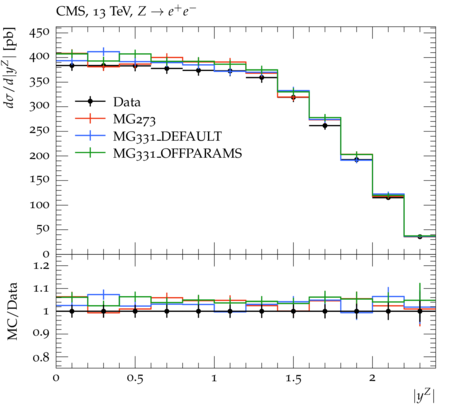 CMS, 13 TeV, Z → e⁺e⁻
dσ/d|y^Z| [pb]
450
400
350
300
250
200
150
100
50
0
Data
MG273
MG331_DEFAULT
MG331_OFFPARAMS
MC/Data
1.2
1.1
1
0.9
0.8
0 0.5 1 1.5 2
|y^Z|